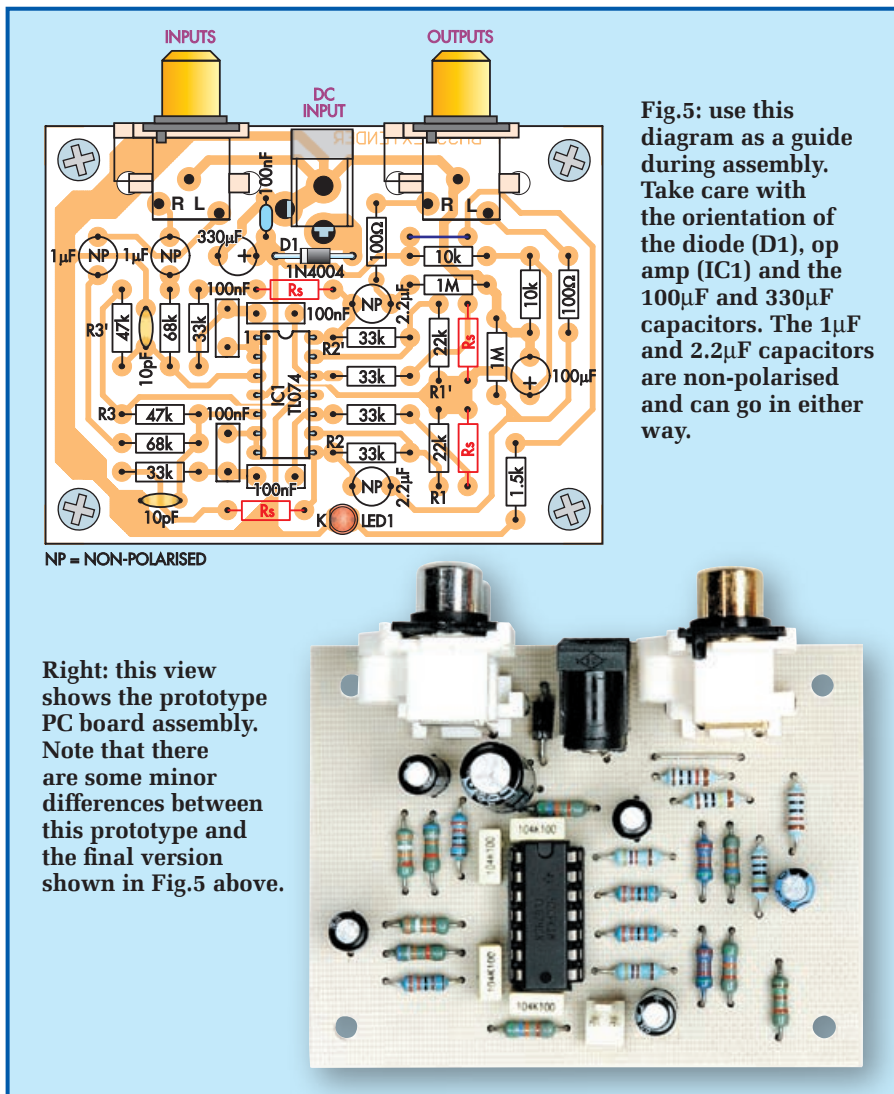 INPUTS
OUTPUTS
DC
INPUT
BASS EXTENDER
R L
R L
100nF
1µF
NP
1µF
NP
330µF
+
D1
1N4004
100Ω
10k
1M
10k
100Ω
100nF
Rs
100nF
NP
2.2µF
R3'
47k
10pF
68k
33k
1
IC1
TL074
R2'
33k
33k
22k
R1'
Rs
1M
+
100µF
R3
47k
100nF
68k
33k
33k
R2
33k
22k
R1
Rs
1.5k
10pF
100nF
Rs
NP
2.2µF
K
LED1
NP = NON-POLARISED
Fig.5: use this
diagram as a guide
during assembly.
Take care with
the orientation of
the diode (D1), op
amp (IC1) and the
100µF and 330µF
capacitors. The 1µF
and 2.2µF capacitors
are non-polarised
and can go in either
way.
Right: this view
shows the prototype
PC board assembly.
Note that there
are some minor
differences between
this prototype and
the final version
shown in Fig.5 above.
104K100
104K100
104K100
104K100